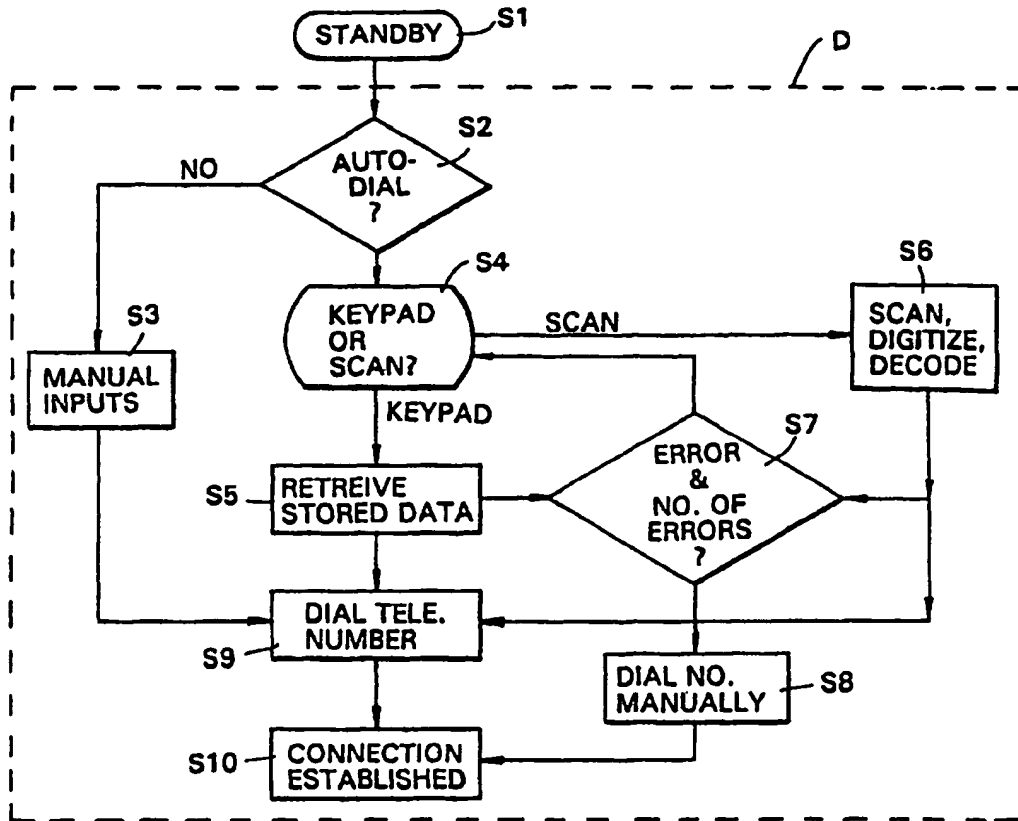 STANDBY
S1
D
S2
AUTO-
DIAL
?
NO
S4
KEYPAD
OR
SCAN?
SCAN
S6
SCAN,
DIGITIZE,
DECODE
S3
MANUAL
INPUTS
KEYPAD
S7
ERROR
&
NO. OF
ERRORS
?
S5
RETREIVE
STORED DATA
DIAL TELE.
NUMBER
S9
DIAL NO.
MANUALLY
S8
S10
CONNECTION
ESTABLISHED